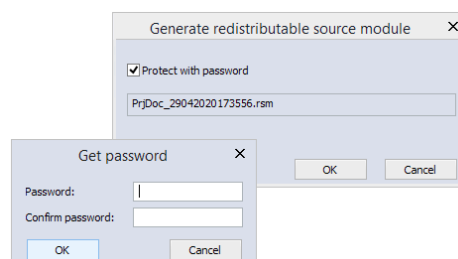 Generate redistributable source module
Protect with password
PrjDoc_29042020173556.rsm
OK Cancel
Get password
Password:
Confirm password:
OK Cancel